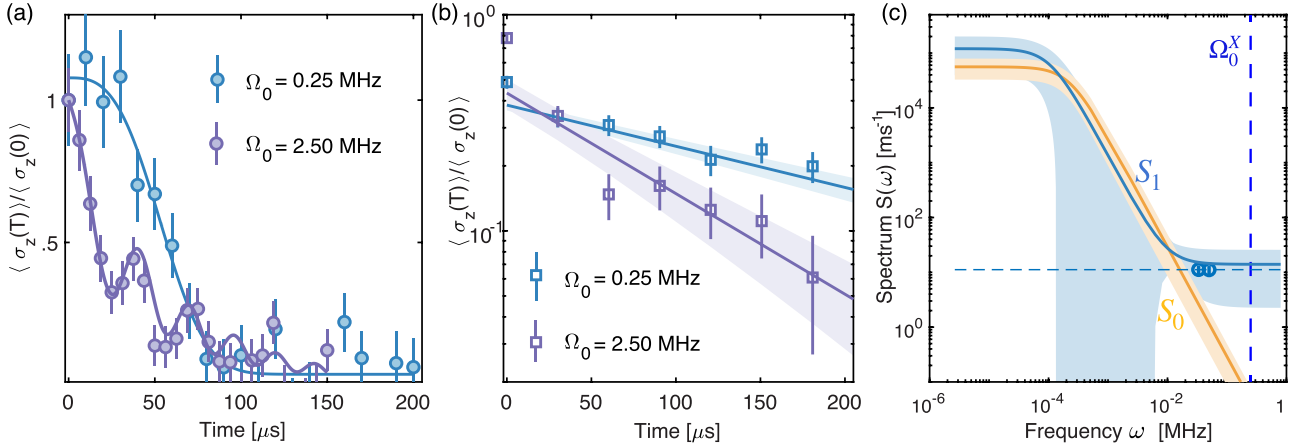 (a)
⟨ σz(T)⟩/⟨ σz(0) ⟩
1
.5
Ω0 = 0.25 MHz
Ω0 = 2.50 MHz
0 50 100 150 200
Time [μs]
(b)
⟨ σz(T)⟩/⟨ σz(0) ⟩
10^0
10^-1
Ω0 = 0.25 MHz
Ω0 = 2.50 MHz
0 50 100 150 200
Time [μs]
(c)
Spectrum S(ω) [ms^-1]
10^4
10^2
10^0
Ω0^X
S1
S0
10^-6 10^-4 10^-2 1
Frequency ω [MHz]